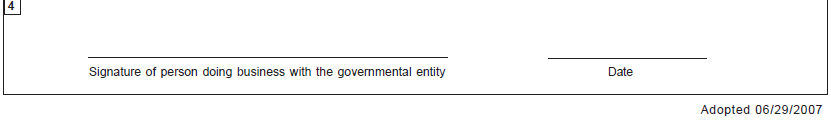 4
Signature of person doing business with the governmental entity
Date
Adopted 06/29/2007